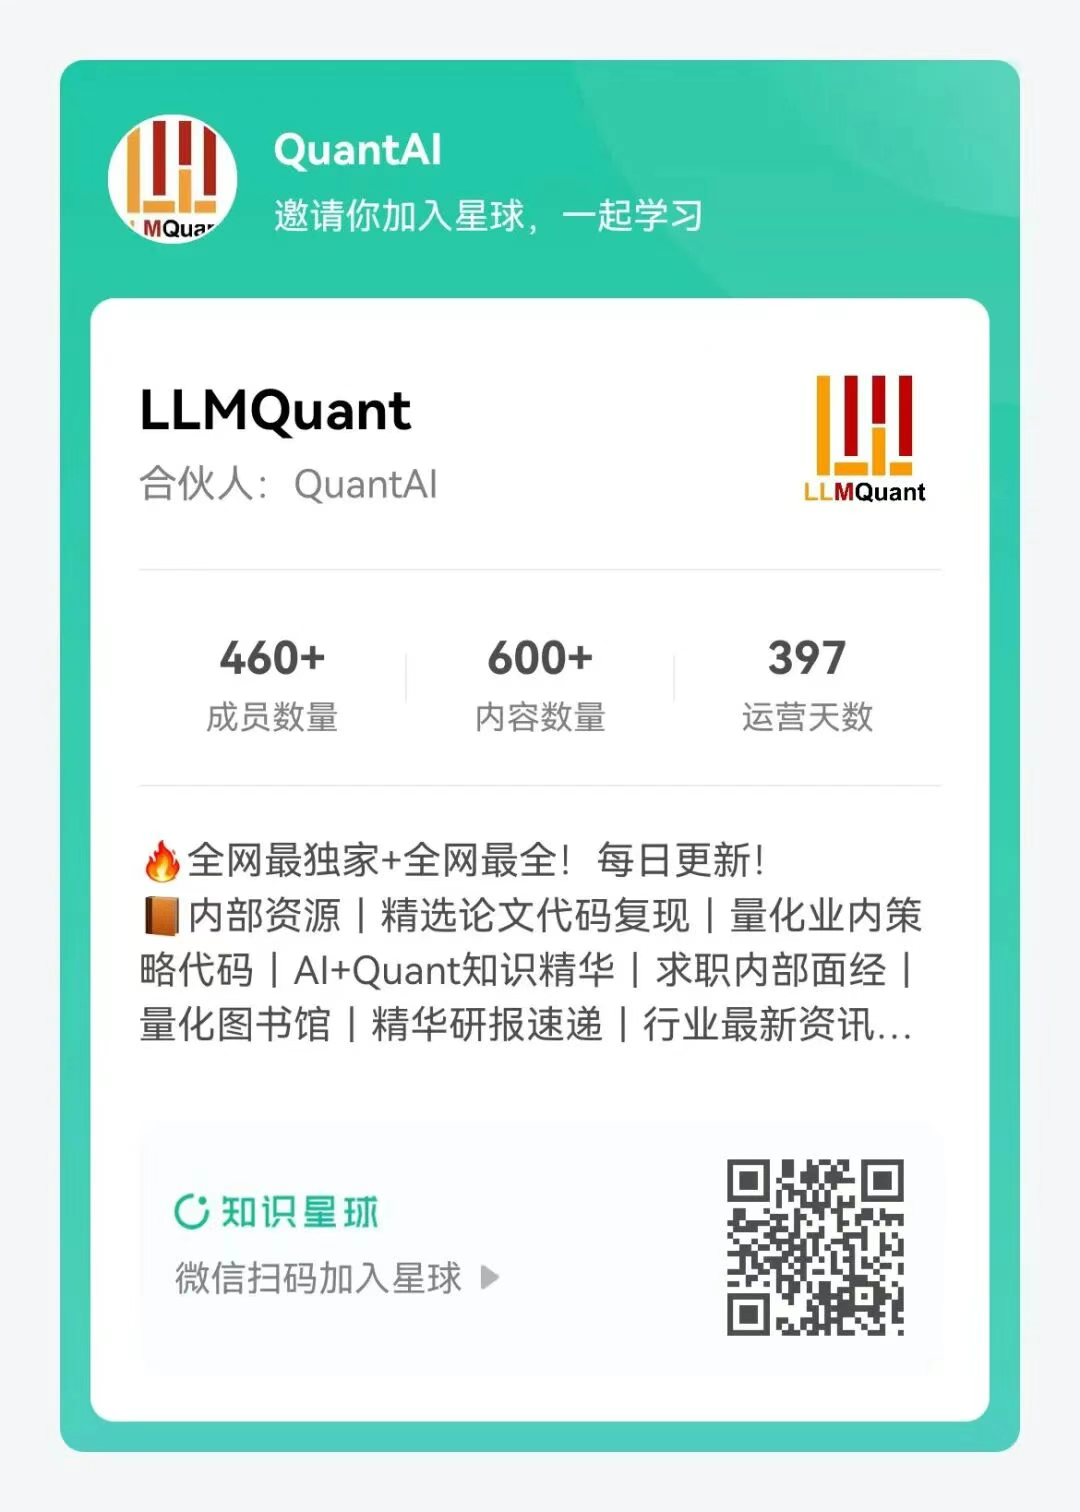 QuantAI
邀请你加入星球，一起学习
LMQuan
LLMQuant
合伙人：QuantAI
LLMQuant
460+
成员数量
600+
内容数量
397
运营天数
🔥全网最独家+全网最全！每日更新！
📙内部资源｜精选论文代码复现｜量化业内策
略代码｜AI+Quant知识精华｜求职内部面经｜
量化图书馆｜精华研报速递｜行业最新资讯...
知识星球
微信扫码加入星球